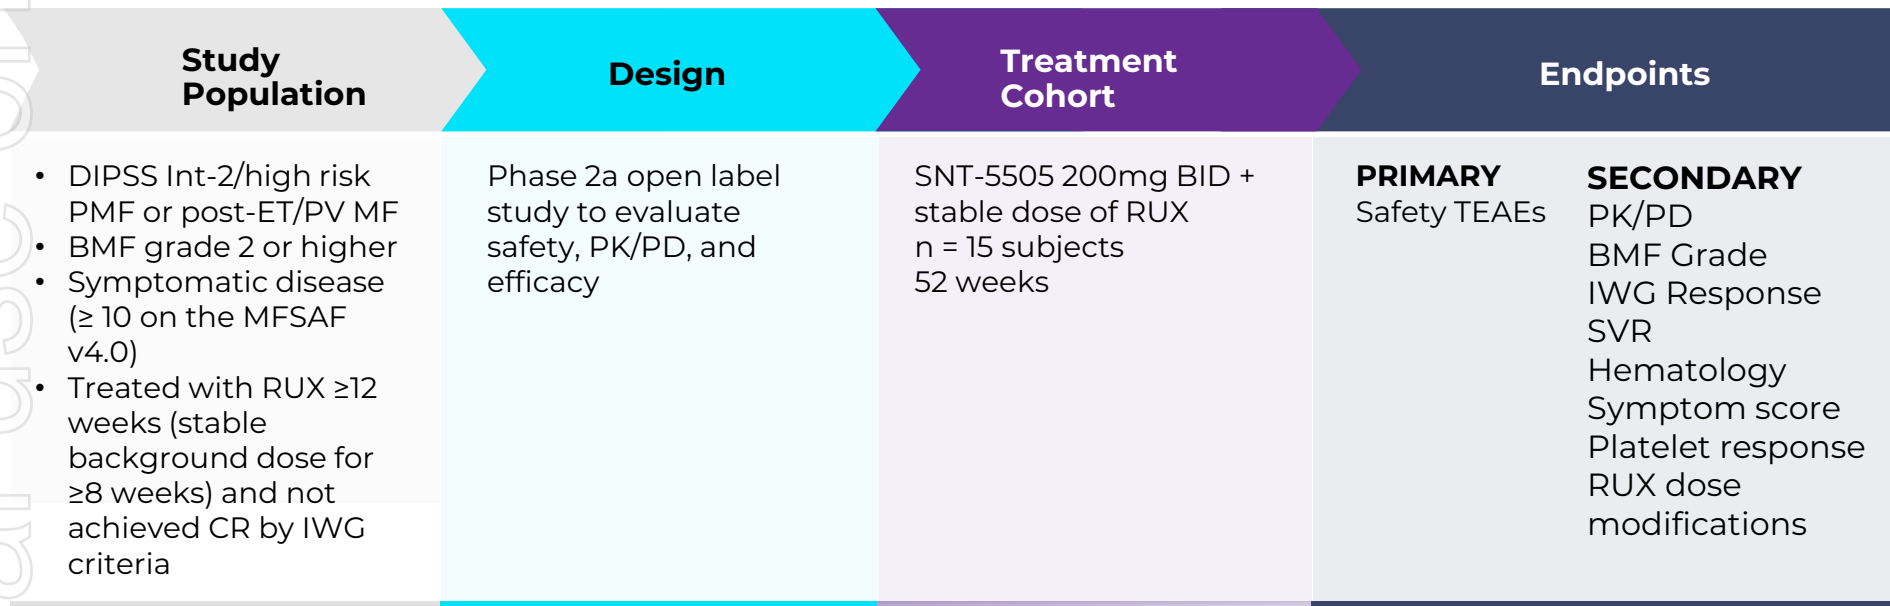 Study
Population
Design
Treatment
Cohort
Endpoints
• DIPSS Int-2/high risk
PMF or post-ET/PV MF
• BMF grade 2 or higher
• Symptomatic disease
(≥ 10 on the MFSAF
v4.0)
• Treated with RUX ≥12
weeks (stable
background dose for
≥8 weeks) and not
achieved CR by IWG
criteria
Phase 2a open label
study to evaluate
safety, PK/PD, and
efficacy
SNT-5505 200mg BID +
stable dose of RUX
n = 15 subjects
52 weeks
PRIMARY
Safety TEAEs
SECONDARY
PK/PD
BMF Grade
IWG Response
SVR
Hematology
Symptom score
Platelet response
RUX dose
modifications